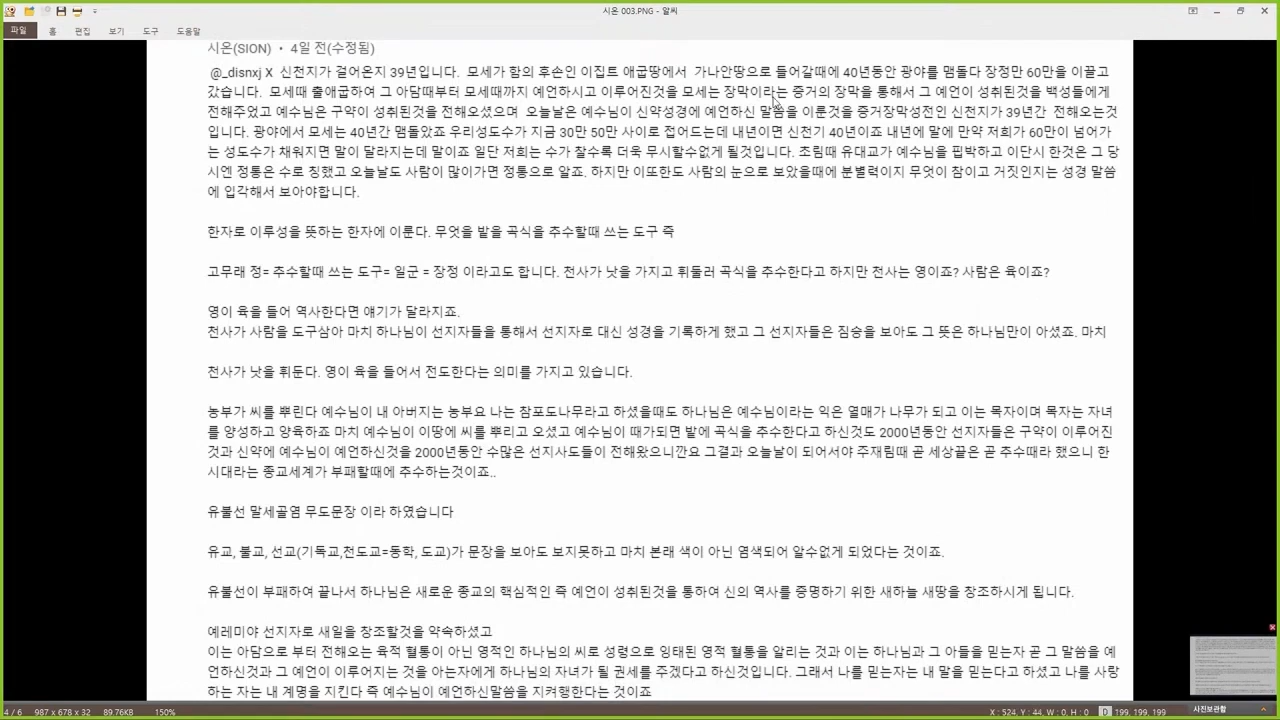 시온 003.PNG - 알씨
파일 홈 편집 보기 도구 도움말
시온(SION) • 4일 전(수정됨)
@_disnxj X 신천지가 걸어온지 39년입니다. 모세가 함의 후손인 이집트 애굽땅에서 가나안땅으로 들어갈때에 40년동안 광야를 맴돌다 장정만 60만을 이끌고
갔습니다. 모세때 출애굽하여 그 아담때부터 모세때까지 예언하시고 이루어진것을 모세는 장막이라는 증거의 장막을 통해서 그 예언이 성취된것을 백성들에게
전해주었고 예수님은 구약이 성취된것을 전해오셨으며 오늘날은 예수님이 신약성경에 예언하신 말씀을 이룬것을 증거장막성전인 신천지가 39년간 전해오는것
입니다. 광야에서 모세는 40년간 맴돌았죠 우리성도수가 지금 30만 50만 사이로 접어드는데 내년이면 신천기 40년이죠 내년에 말에 만약 저희가 60만이 넘어가
는 성도수가 채워지면 말이 달라지는데 말이죠 일단 저희는 수가 찰수록 더욱 무시할수없게 될것입니다. 초림때 유대교가 예수님을 핍박하고 이단시 한것은 그 당
시엔 정통은 수로 칭했고 오늘날도 사람이 많이가면 정통으로 알죠. 하지만 이또한도 사람의 눈으로 보았을때에 분별력이지 무엇이 참이고 거짓인지는 성경 말씀
에 입각해서 보아야합니다.
한자로 이루성을 뜻하는 한자에 이룬다. 무엇을 밭을 곡식을 추수할때 쓰는 도구 즉
고무래 정= 추수할때 쓰는 도구= 일군 = 장정 이라고도 합니다. 천사가 낫을 가지고 휘둘러 곡식을 추수한다고 하지만 천사는 영이죠? 사람은 육이죠?
영이 육을 들어 역사한다면 얘기가 달라지죠.
천사가 사람을 도구삼아 마치 하나님이 선지자들을 통해서 선지자로 대신 성경을 기록하게 했고 그 선지자들은 짐승을 보아도 그 뜻은 하나님만이 아셨죠. 마치
천사가 낫을 휘둔다. 영이 육을 들어서 전도한다는 의미를 가지고 있습니다.
농부가 씨를 뿌린다 예수님이 내 아버지는 농부요 나는 참포도나무라고 하셨을때도 하나님은 예수님이라는 익은 열매가 나무가 되고 이는 목자이며 목자는 자녀
를 양성하고 양육하죠 마치 예수님이 이땅에 씨를 뿌리고 오셨고 예수님이 때가되면 밭에 곡식을 추수한다고 하신것도 2000년동안 선지자들은 구약이 이루어진
것과 신약에 예수님이 예언하신것을 2000년동안 수많은 선지사도들이 전해왔으니깐요 그결과 오늘날이 되어서야 주재림때 곧 세상끝은 곧 추수때라 했으니 한
시대라는 종교세계가 부패할때에 추수하는것이죠..
유불선 말세골염 무도문장 이라 하였습니다
유교, 불교, 선교(기독교,천도교=동학, 도교)가 문장을 보아도 보지못하고 마치 본래 색이 아닌 염색되어 알수없게 되었다는 것이죠.
유불선이 부패하여 끝나서 하나님은 새로운 종교의 핵심적인 즉 예언이 성취된것을 통하여 신의 역사를 증명하기 위한 새하늘 새땅을 창조하시게 됩니다.
예레미야 선지자로 새일을 창조할것을 약속하셨고
이는 아담으로 부터 전해오는 육적 혈통이 아닌 영적인 하나님의 씨로 성령으로 잉태된 영적 혈통을 알리는 것과 이는 하나님과 그 아들을 믿는자 곧 그 말씀을 예
연하신것과 그 예언이 이루어지는것을 믿는자에게 하나님의 자녀가되는 권세를 주겠다고 하신것입니다. 그래서나를 믿는자는 내 말을 믿는다고 하셨고 나를 사랑
하는 자는 내 계명을 지킨다 즉 예수님이 예언하신말씀을 지키려한다는 것이죠
4 / 6 987 x 678 x 32 89.76KB 150% X : 524, Y : 44, W : 0, H : 0 D 199, 199, 199 사진보관함